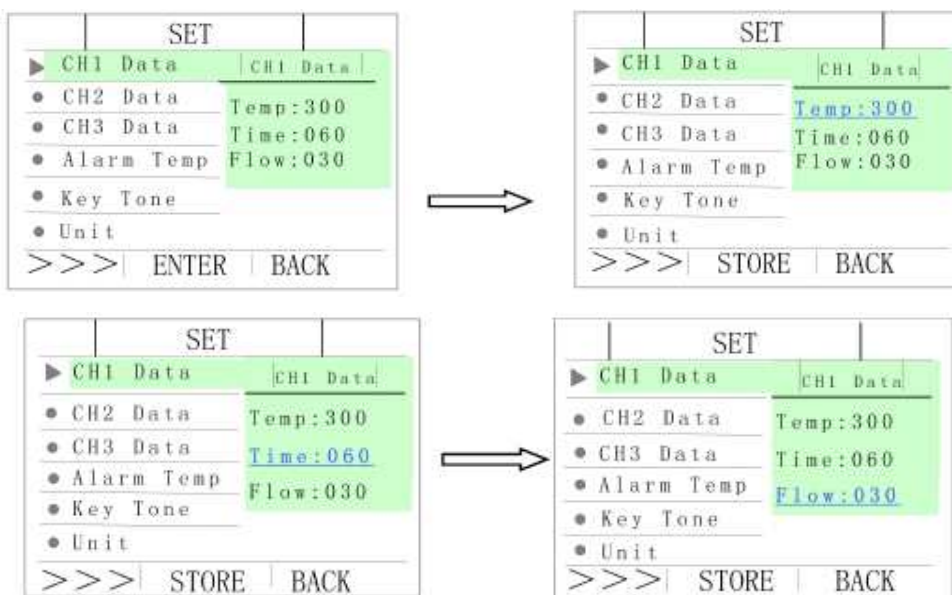 SET
CH1 Data
CH1 Data
CH2 Data
Temp:300
CH3 Data
Time:060
Alarm Temp
Flow:030
Key Tone
Unit
>>> ENTER BACK
SET
CH1 Data
CH1 Data
CH2 Data
Temp:300
CH3 Data
Time:060
Alarm Temp
Flow:030
Key Tone
Unit
>>> STORE BACK
SET
CH1 Data
CH1 Data
CH2 Data
Temp:300
CH3 Data
Time:060
Alarm Temp
Flow:030
Key Tone
Unit
>>> STORE BACK
SET
CH1 Data
CH1 Data
CH2 Data
Temp:300
CH3 Data
Time:060
Alarm Temp
Flow:030
Key Tone
Unit
>>> STORE BACK